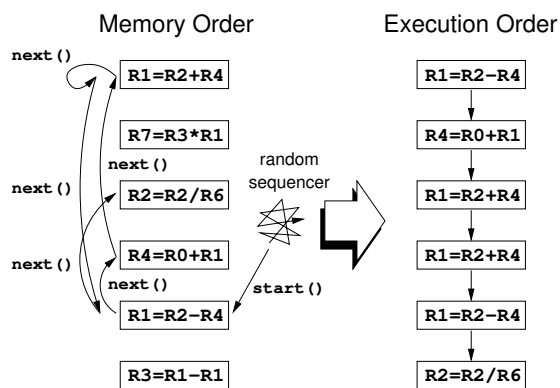 Memory Order
Execution Order
next()
R1=R2+R4
R7=R3*R1
next()
next()
R2=R2/R6
next()
R4=R0+R1
next()
R1=R2-R4
R3=R1-R1
random
sequencer
start()
R1=R2-R4
R4=R0+R1
R1=R2+R4
R1=R2+R4
R1=R2-R4
R2=R2/R6